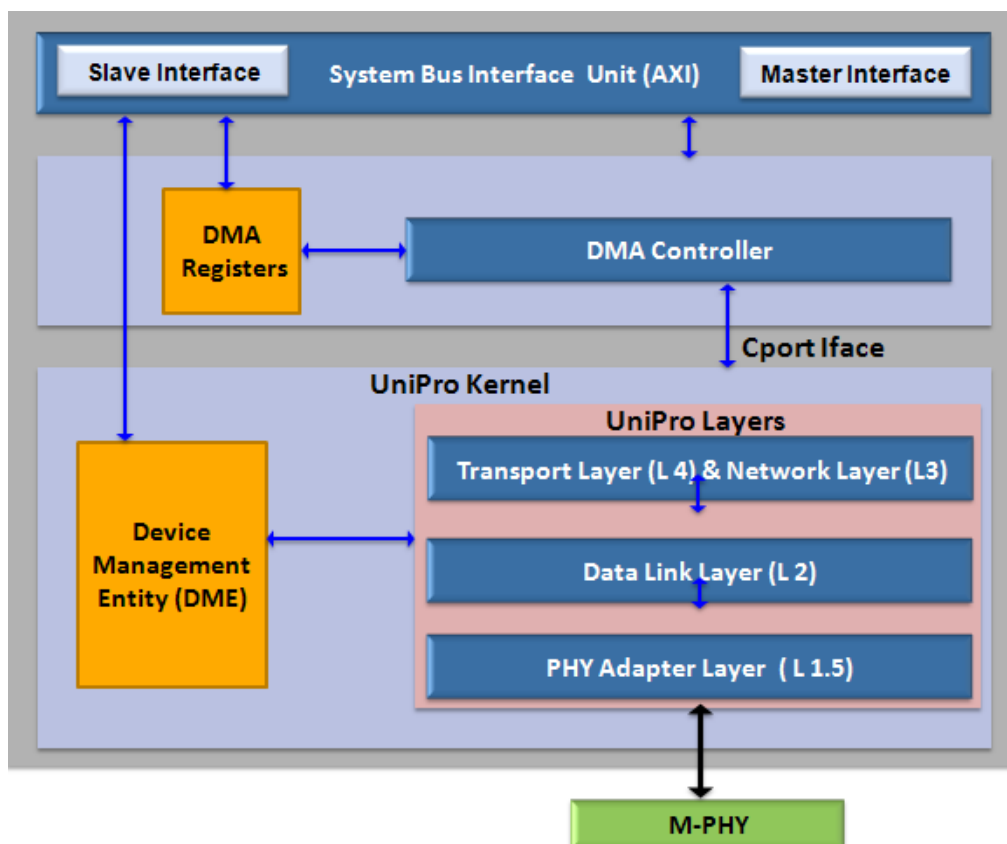 Slave Interface
System Bus Interface Unit (AXI)
Master Interface
DMA
Registers
DMA Controller
Cport Iface
UniPro Kernel
UniPro Layers
Transport Layer (L 4) & Network Layer (L3)
Device
Management
Entity (DME)
Data Link Layer (L 2)
PHY Adapter Layer ( L 1.5)
M-PHY